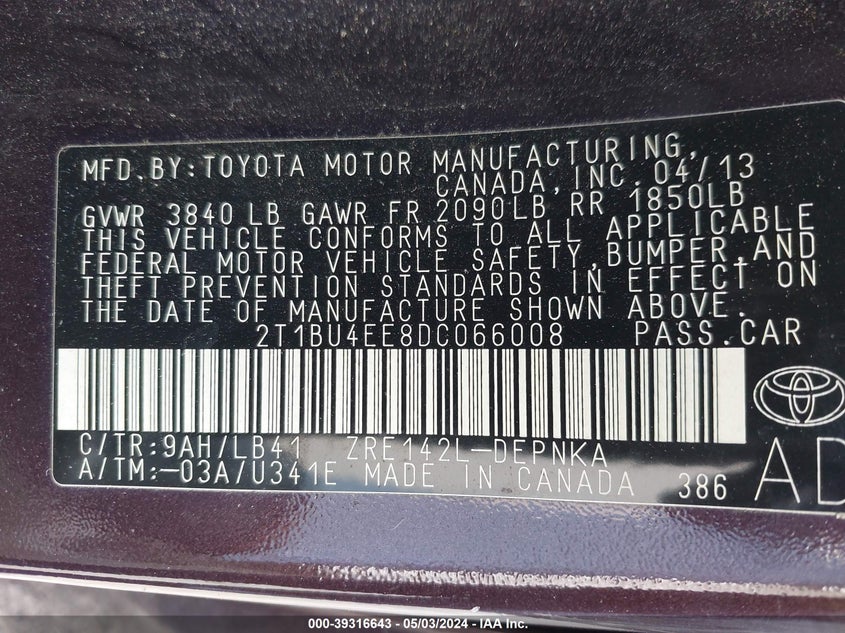 MFD.BY:TOYOTA MOTOR MANUFACTURING,
CANADA,INC.04/13
GVWR 3840 LB GAWR FR 2090LB RR 1850LB
THIS VEHICLE CONFORMS TO ALL APPLICABLE
FEDERAL MOTOR VEHICLE SAFETY,BUMPER,AND
THEFT PREVENTION STANDARDS IN EFFECT ON
THE DATE OF MANUFACTURE SHOWN ABOVE.
2T1BU4EE8DC066008 PASS.CAR
C/TR:9AH/LB41 ZRE142L-DEPNKA
A/TM:-03A/U341E MADE IN CANADA 386 AD
000-39316643 / 05/03/2024 - IAA, Inc.